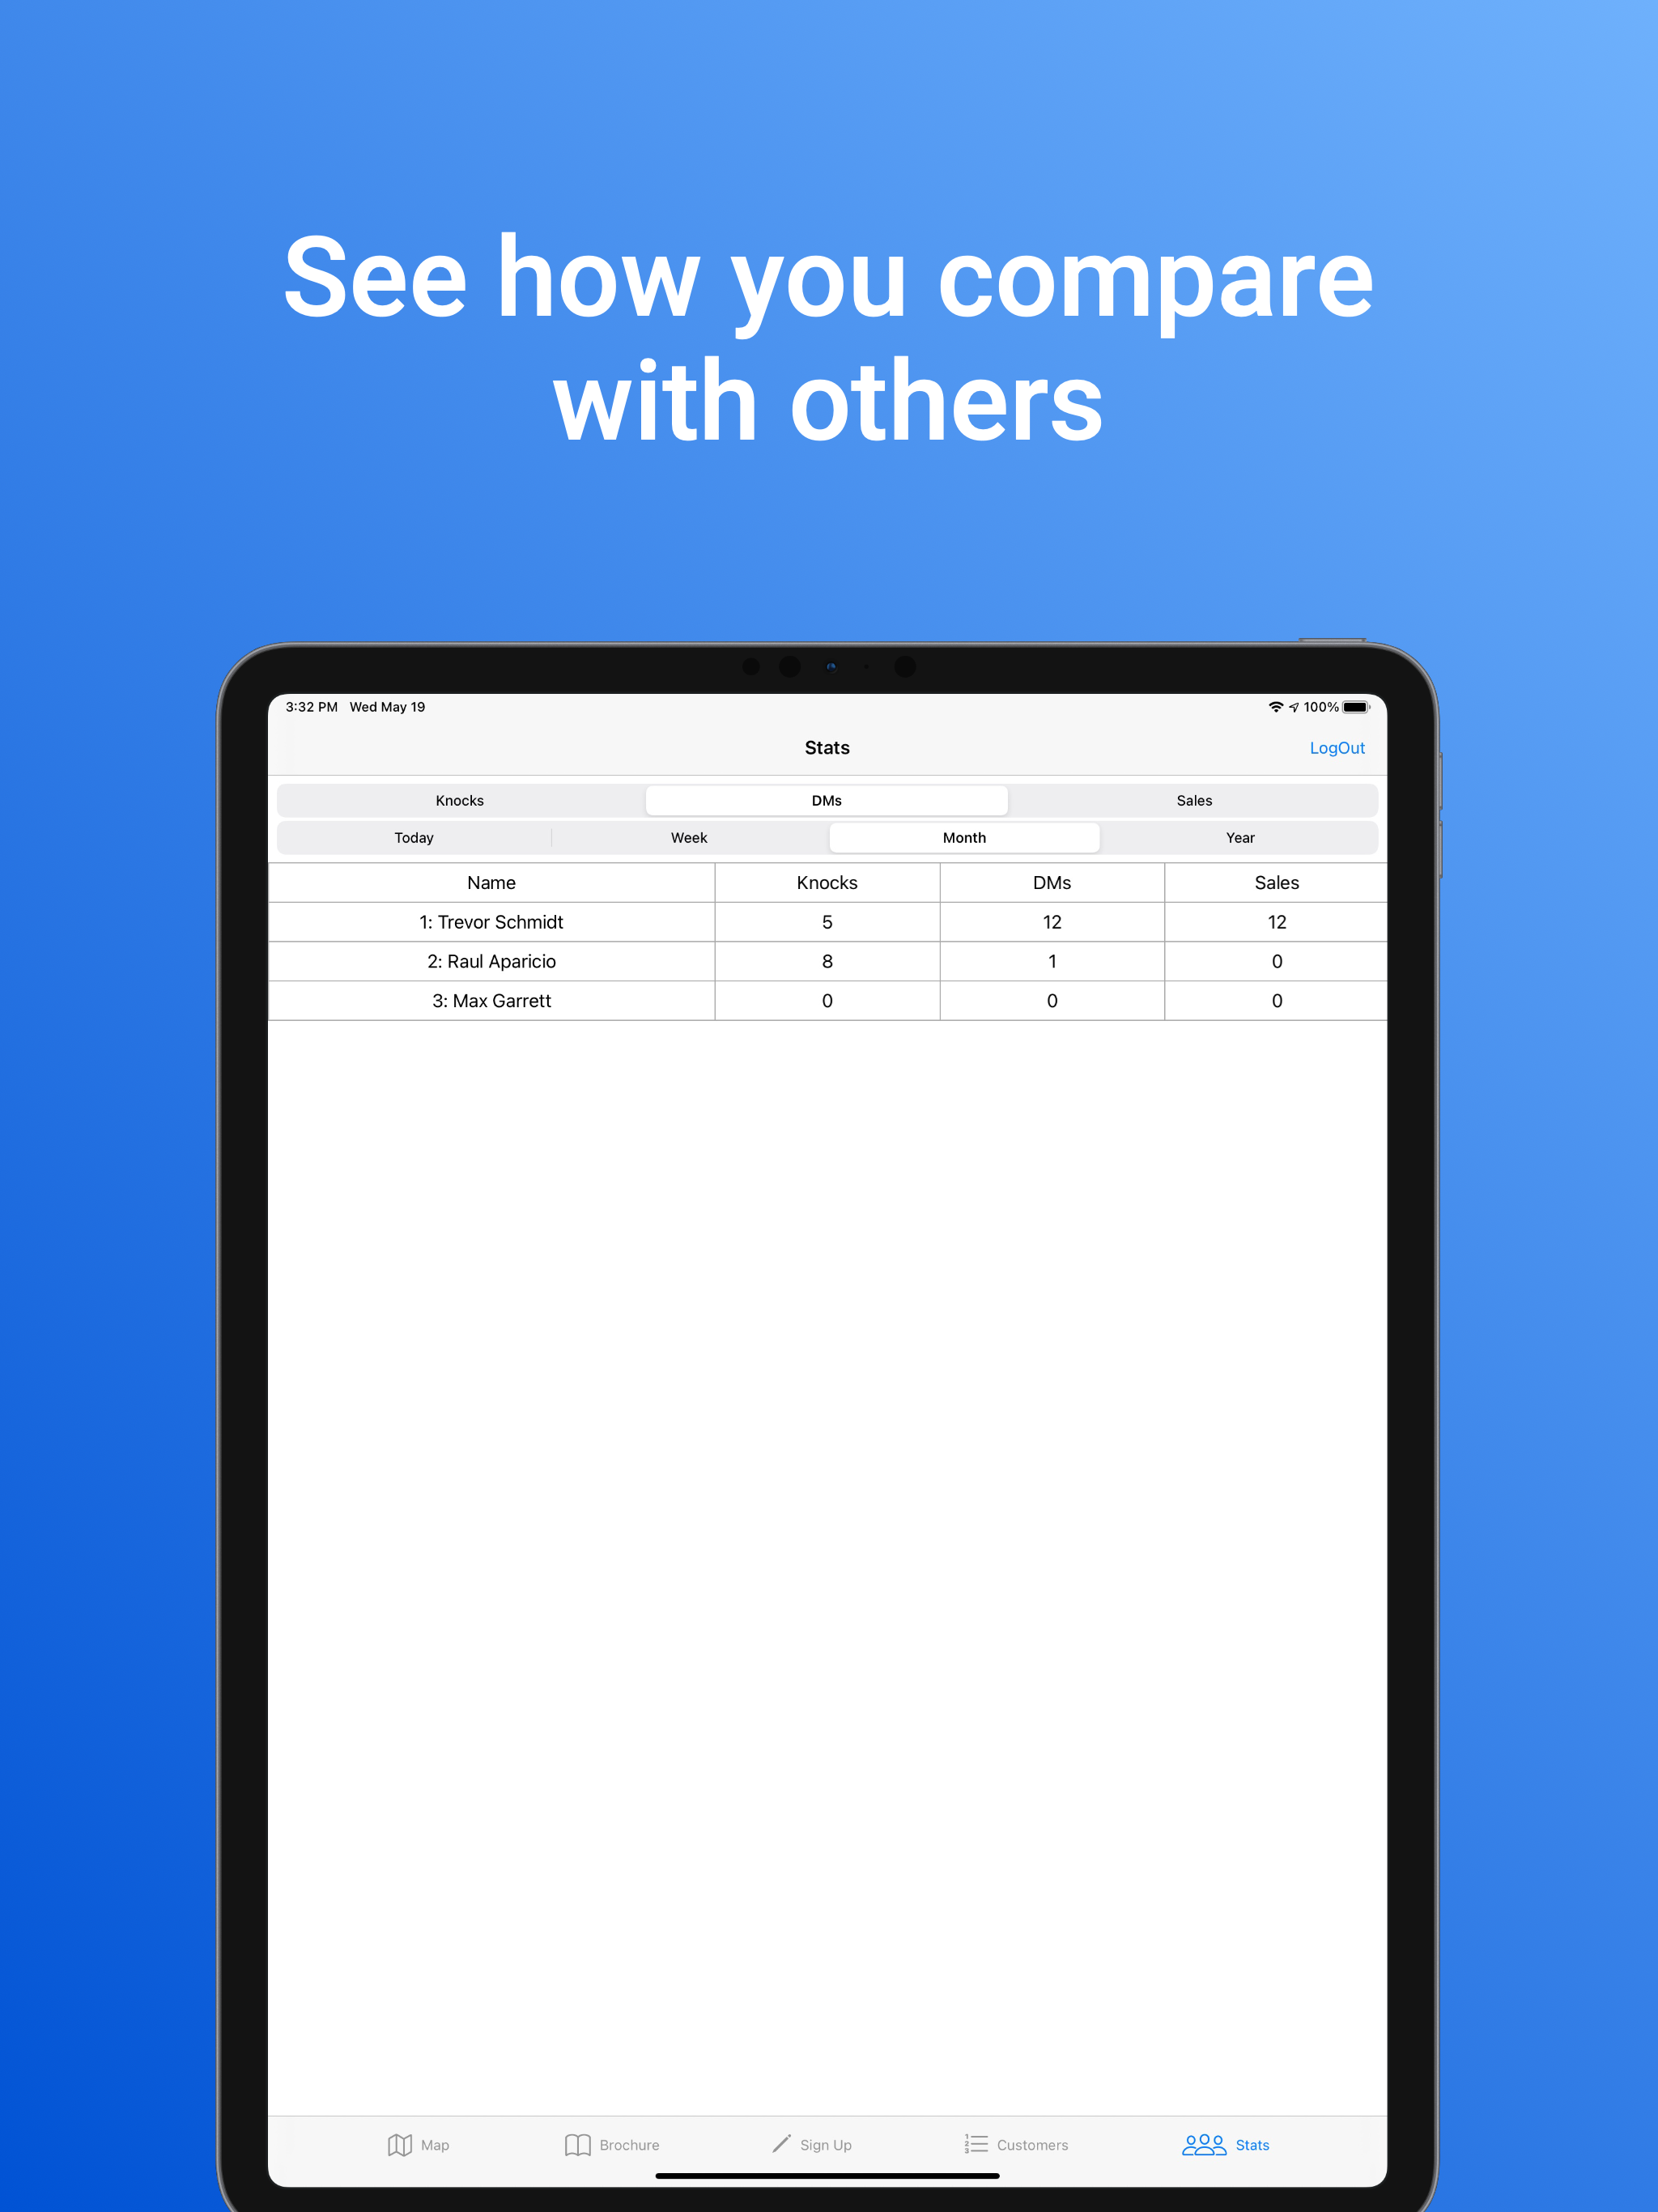 See how you compare
with others
3:32 PM Wed May 19 100%
Stats LogOut
Knocks DMs Sales
Today Week Month Year
Name Knocks DMs Sales
1: Trevor Schmidt 5 12 12
2: Raul Aparicio 8 1 0
3: Max Garrett 0 0 0
Map Brochure Sign Up Customers Stats